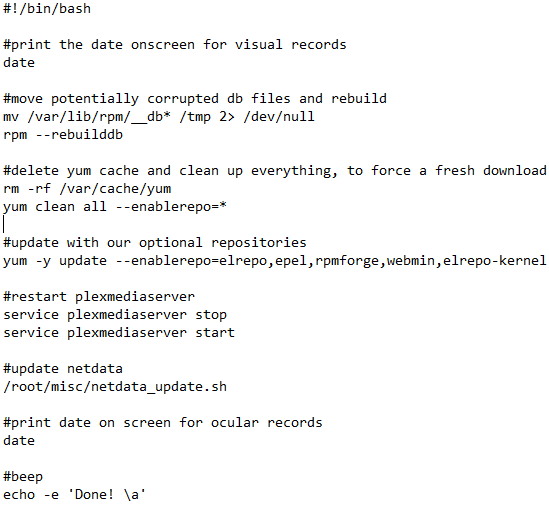 #!/bin/bash
#print the date onscreen for visual records
date
#move potentially corrupted db files and rebuild
mv /var/lib/rpm/__db* /tmp 2> /dev/null
rpm --rebuilddb
#delete yum cache and clean up everything, to force a fresh download
rm -rf /var/cache/yum
yum clean all --enablerepo=*
#update with our optional repositories
yum -y update --enablerepo=elrepo,epel,rpmforge,webmin,elrepo-kernel
#restart plexmediaserver
service plexmediaserver stop
service plexmediaserver start
#update netdata
/root/misc/netdata_update.sh
#print date on screen for ocular records
date
#beep
echo -e 'Done! \a'